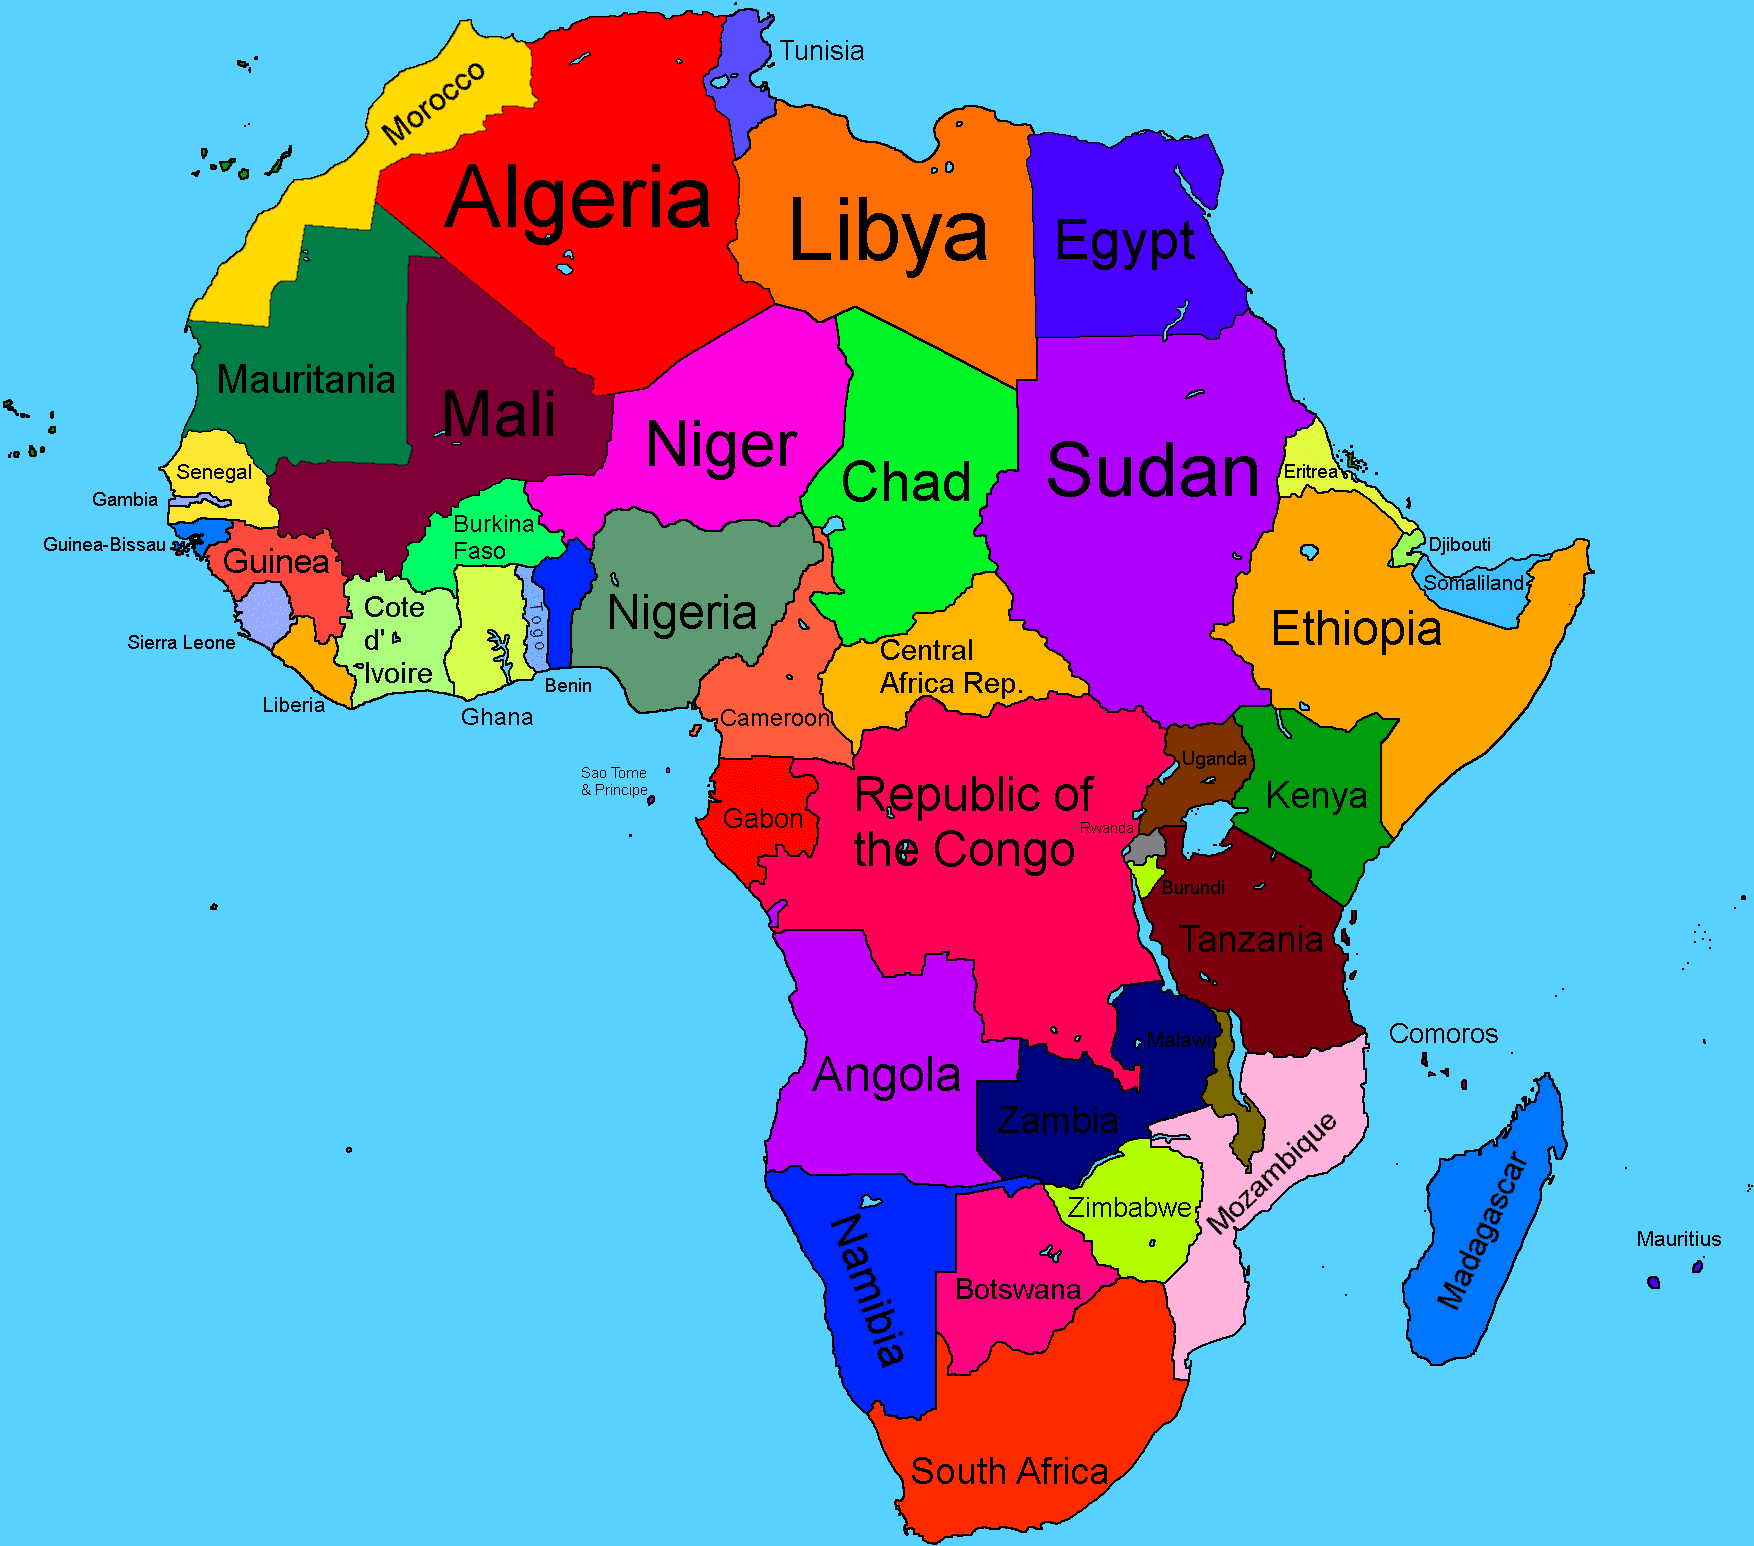 Tunisia
Morocco
Algeria
Libya
Egypt
Mauritania
Mali
Niger
Chad
Sudan
Senegal
Eritrea
Gambia
Burkina
Faso
Guinea-Bissau
Guinea
Djibouti
Somaliland
Cote
d'
Ivoire
Togo
Nigeria
Ethiopia
Sierra Leone
Central
Africa Rep.
Liberia
Benin
Ghana
Cameroon
Uganda
Sao Tome
& Principe
Gabon
Republic of
the Congo
Kenya
Rwanda
Burundi
Tanzania
Comoros
Malawi
Angola
Zambia
Mozambique
Zimbabwe
Madagascar
Mauritius
Namibia
Botswana
South Africa